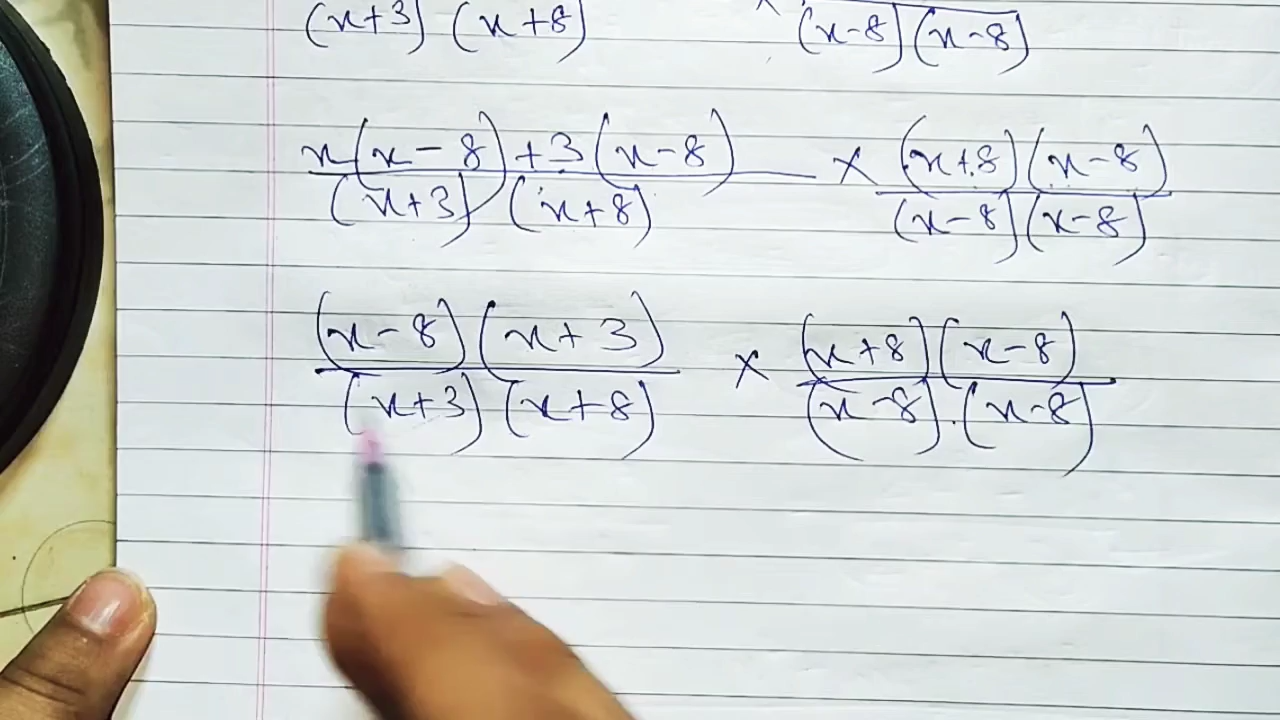 (x+3) (x+8) × (x-8)(x-8)
x(x-8)+3(x-8) × (x+8)(x-8)
(x+3) (x+8) (x-8)(x-8)
(x-8)(x+3) × (x+8)(x-8)
(x+3)(x+8) (x-8).(x-8)